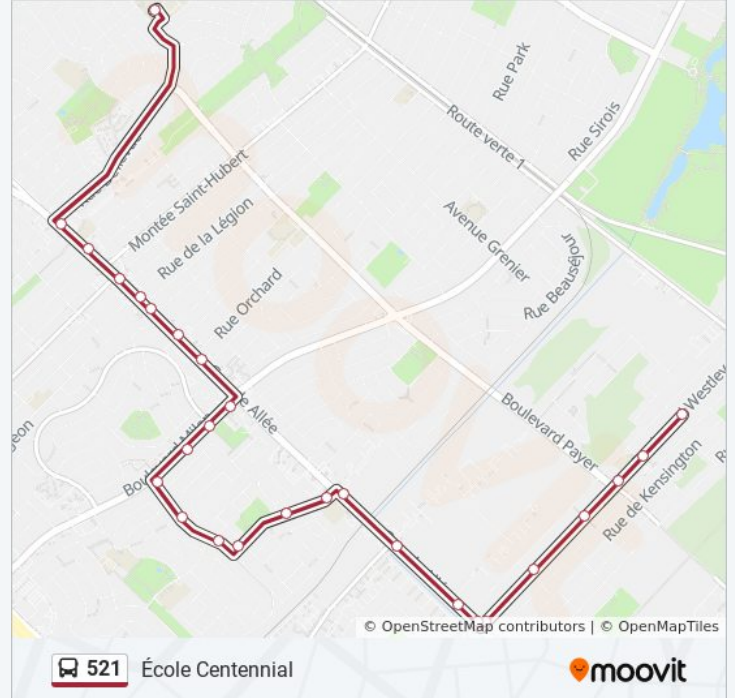 Rue Park
Route verte 1
Rue Sirois
Montée Saint-Hubert
Avenue Grenier
Rue de la Légion
Rue Beauséjour
Rue Orchard
Allée
Boulevard Payer
Westley
Rue de Kensington
© OpenStreetMap contributors | © OpenMapTiles
521 École Centennial
moovit